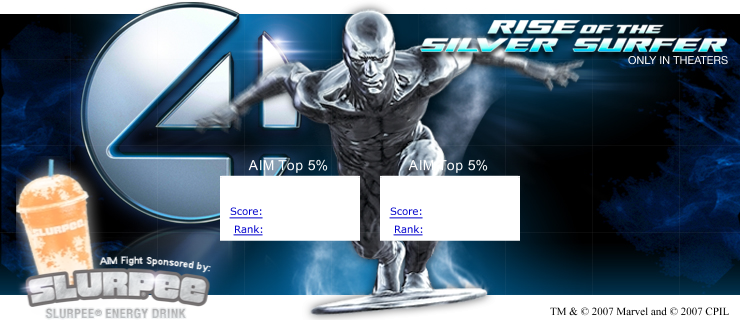 4
RISE OF THE
SILVER SURFER
ONLY IN THEATERS
AIM Top 5%
AIM Top 5%
Score:
Score:
Rank:
Rank:
SLURPEE
AIM Fight Sponsored by:
SLURPEE
SLURPEE® ENERGY DRINK
TM & © 2007 Marvel and © 2007 CPIL